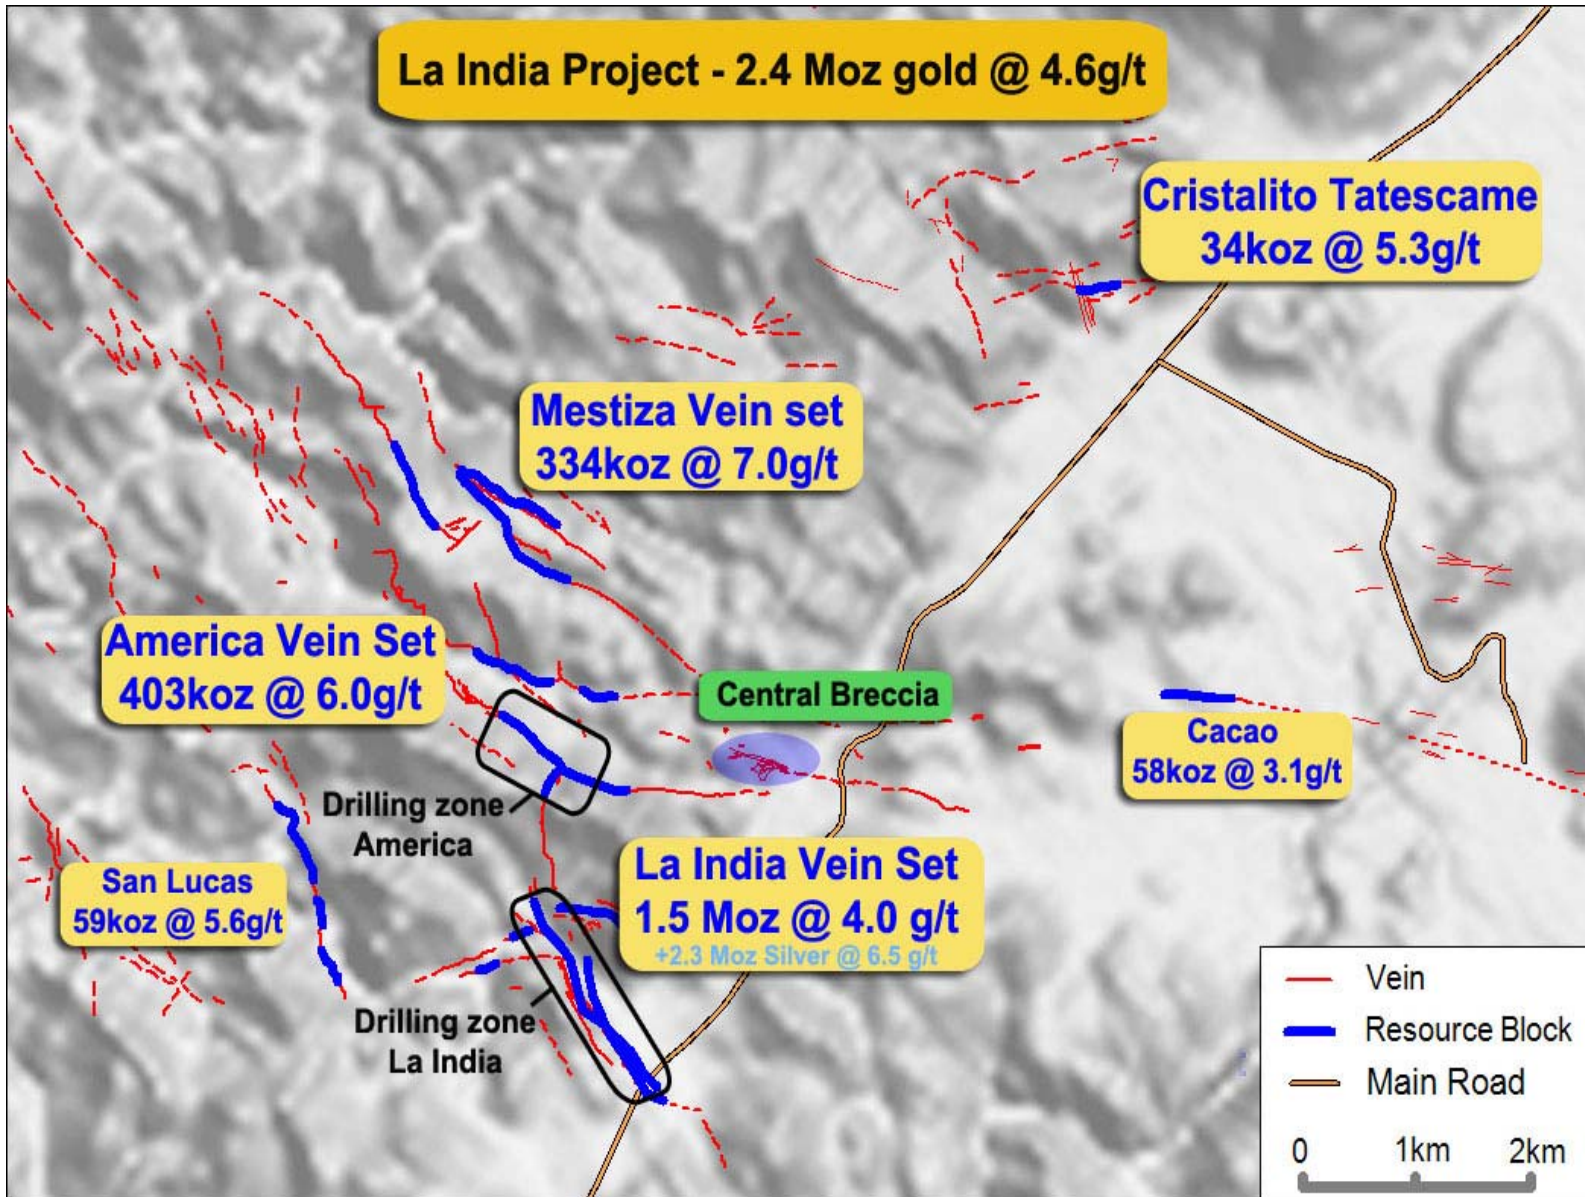 La India Project - 2.4 Moz gold @ 4.6g/t
Cristalito Tatescame
34koz @ 5.3g/t
Mestiza Vein set
334koz @ 7.0g/t
America Vein Set
403koz @ 6.0g/t
Central Breccia
Cacao
58koz @ 3.1g/t
Drilling zone
America
San Lucas
59koz @ 5.6g/t
La India Vein Set
1.5 Moz @ 4.0 g/t
+2.3 Moz Silver @ 6.5 g/t
Drilling zone
La India
Vein
Resource Block
Main Road
0 1km 2km